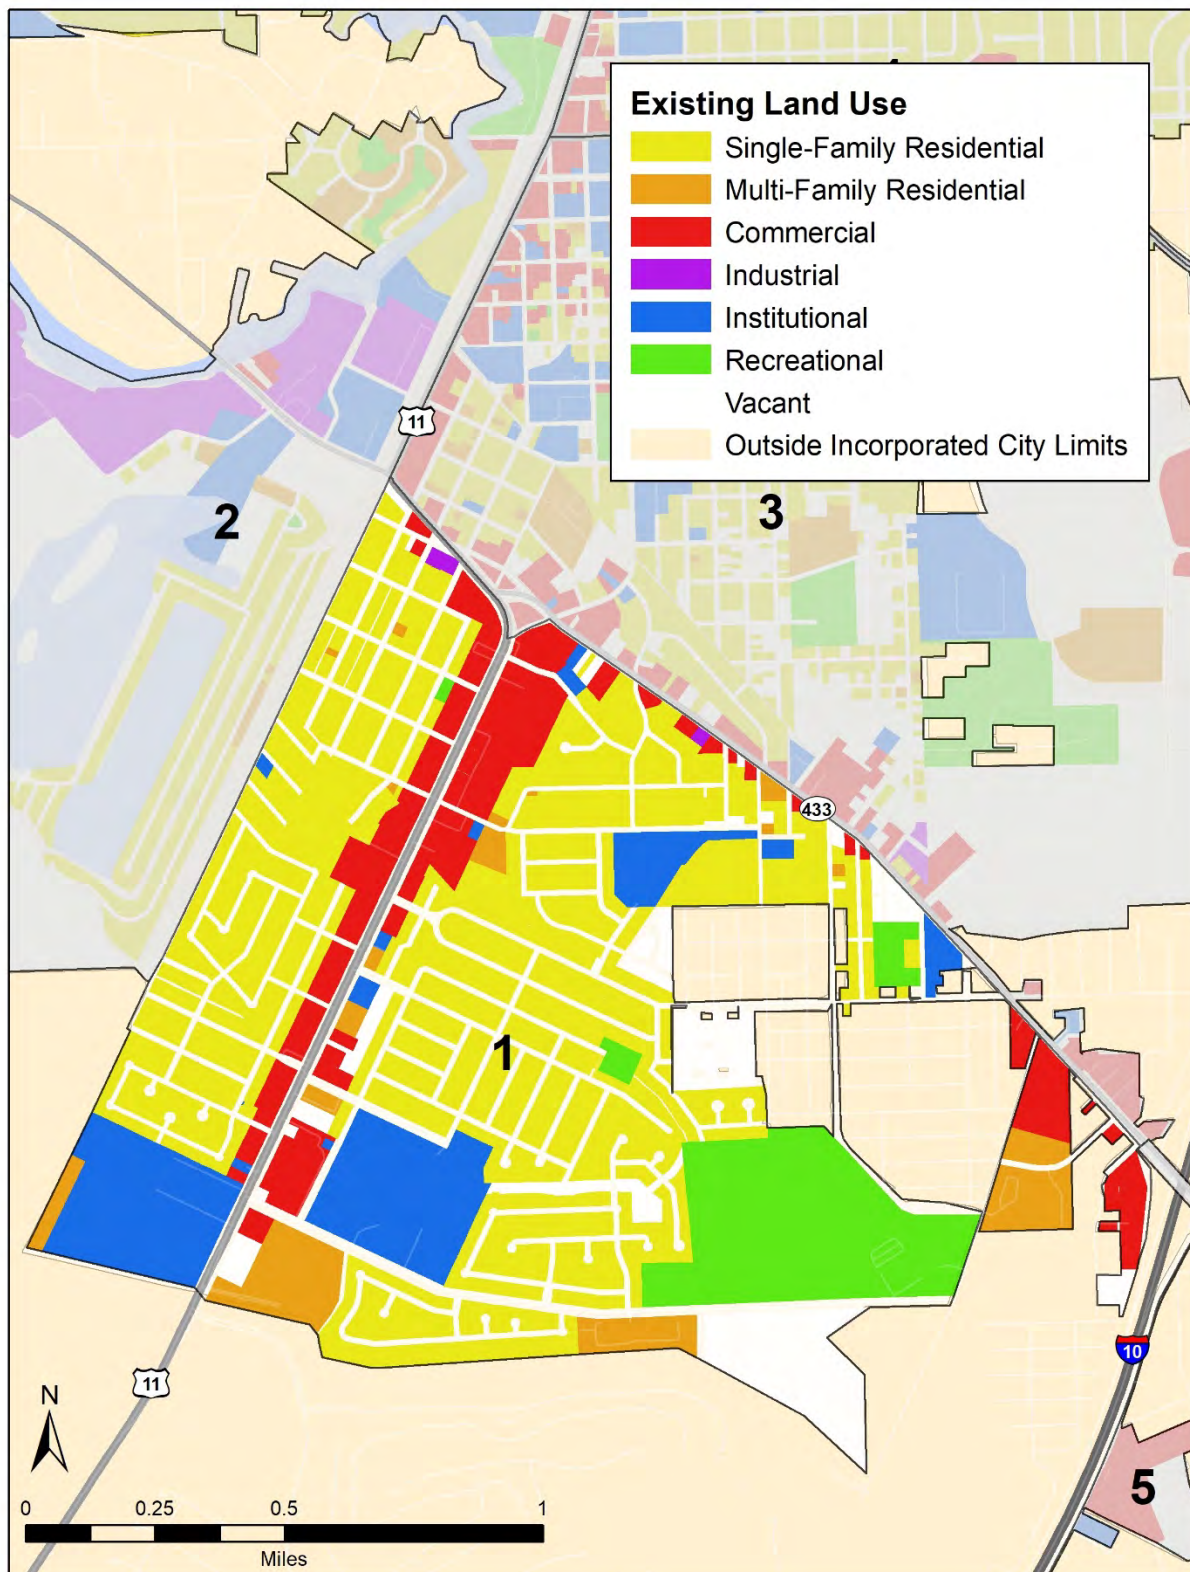 Existing Land Use
Single-Family Residential
Multi-Family Residential
Commercial
Industrial
Institutional
Recreational
Vacant
Outside Incorporated City Limits
11
2
3
433
1
10
11
N
5
0 0.25 0.5 1
Miles